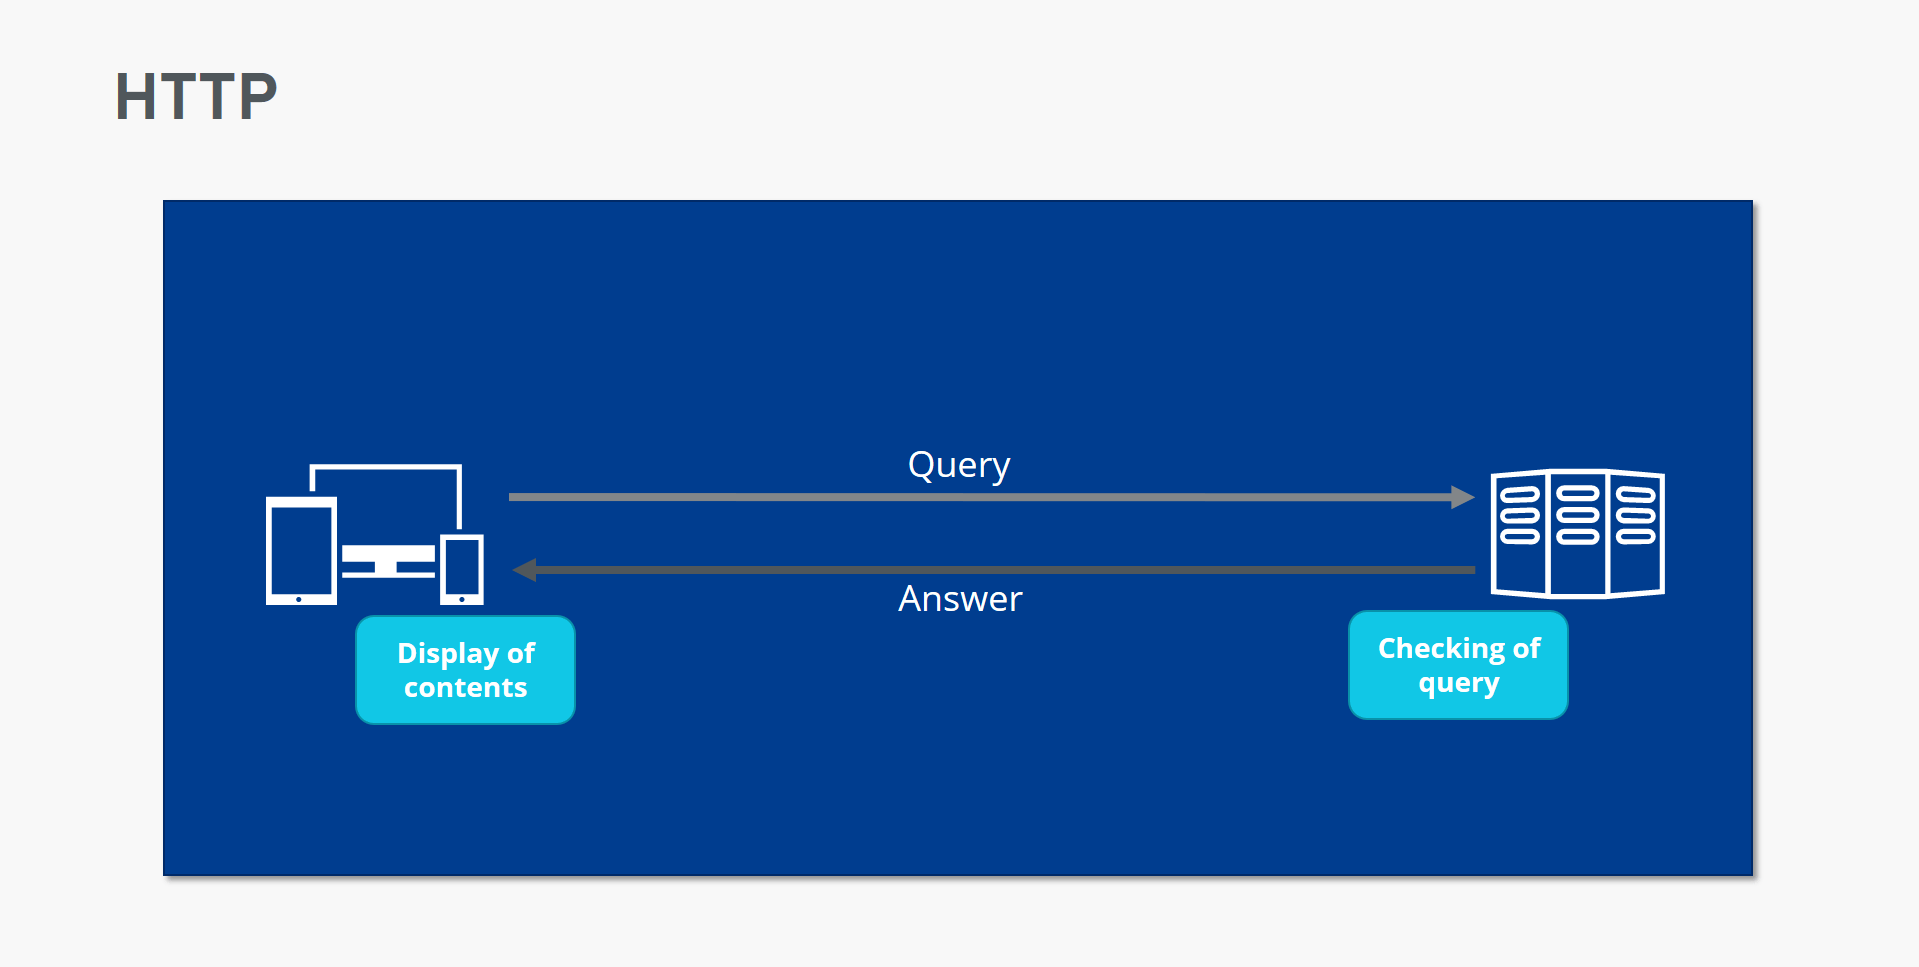 HTTP
Query
Answer
Display of
contents
Checking of
query